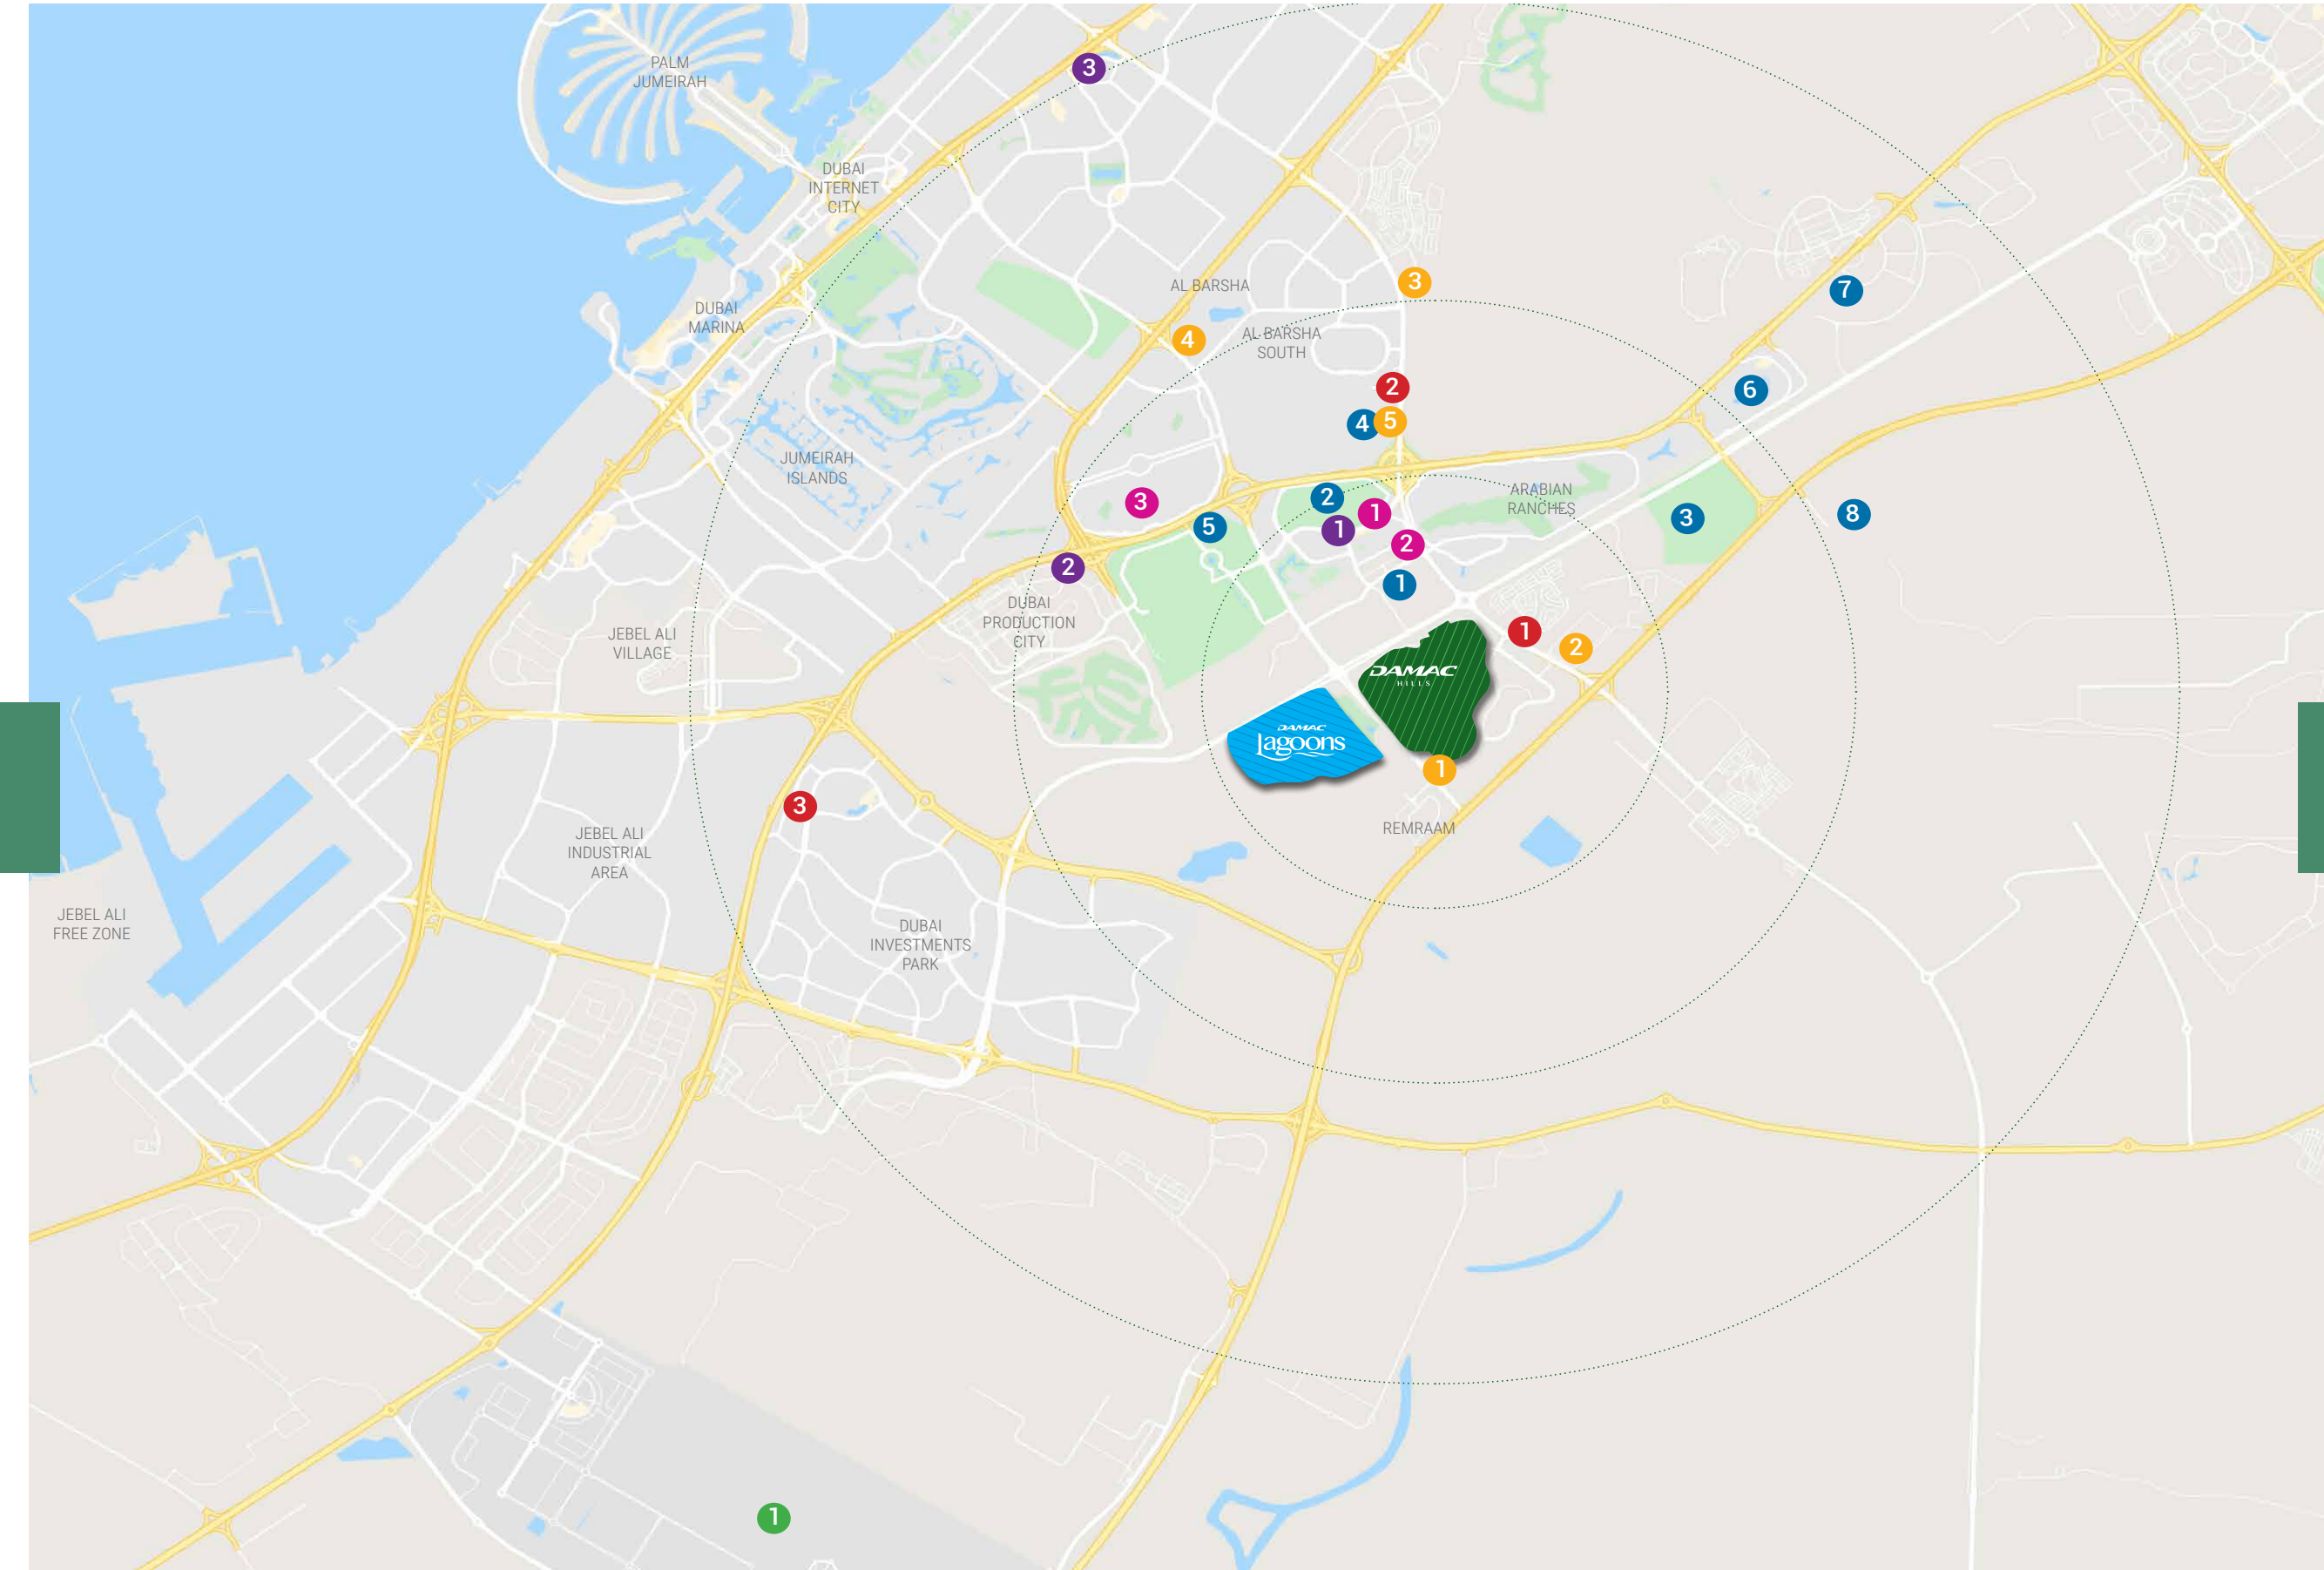 3
PALM
JUMEIRAH
DUBAI
INTERNET
CITY
AL BARSHA
3
7
DUBAI
MARINA
4
AL BARSHA
SOUTH
2
6
4
5
JUMEIRAH
ISLANDS
3
2
1
ARABIAN
RANCHES
3
8
5
1
2
2
1
DUBAI
PRODUCTION
CITY
JEBEL ALI
VILLAGE
1
2
DAMAC
HILLS
DAMAC
lagoons
1
3
REMRAAM
JEBEL ALI
INDUSTRIAL
AREA
JEBEL ALI
FREE ZONE
DUBAI
INVESTMENTS
PARK
1